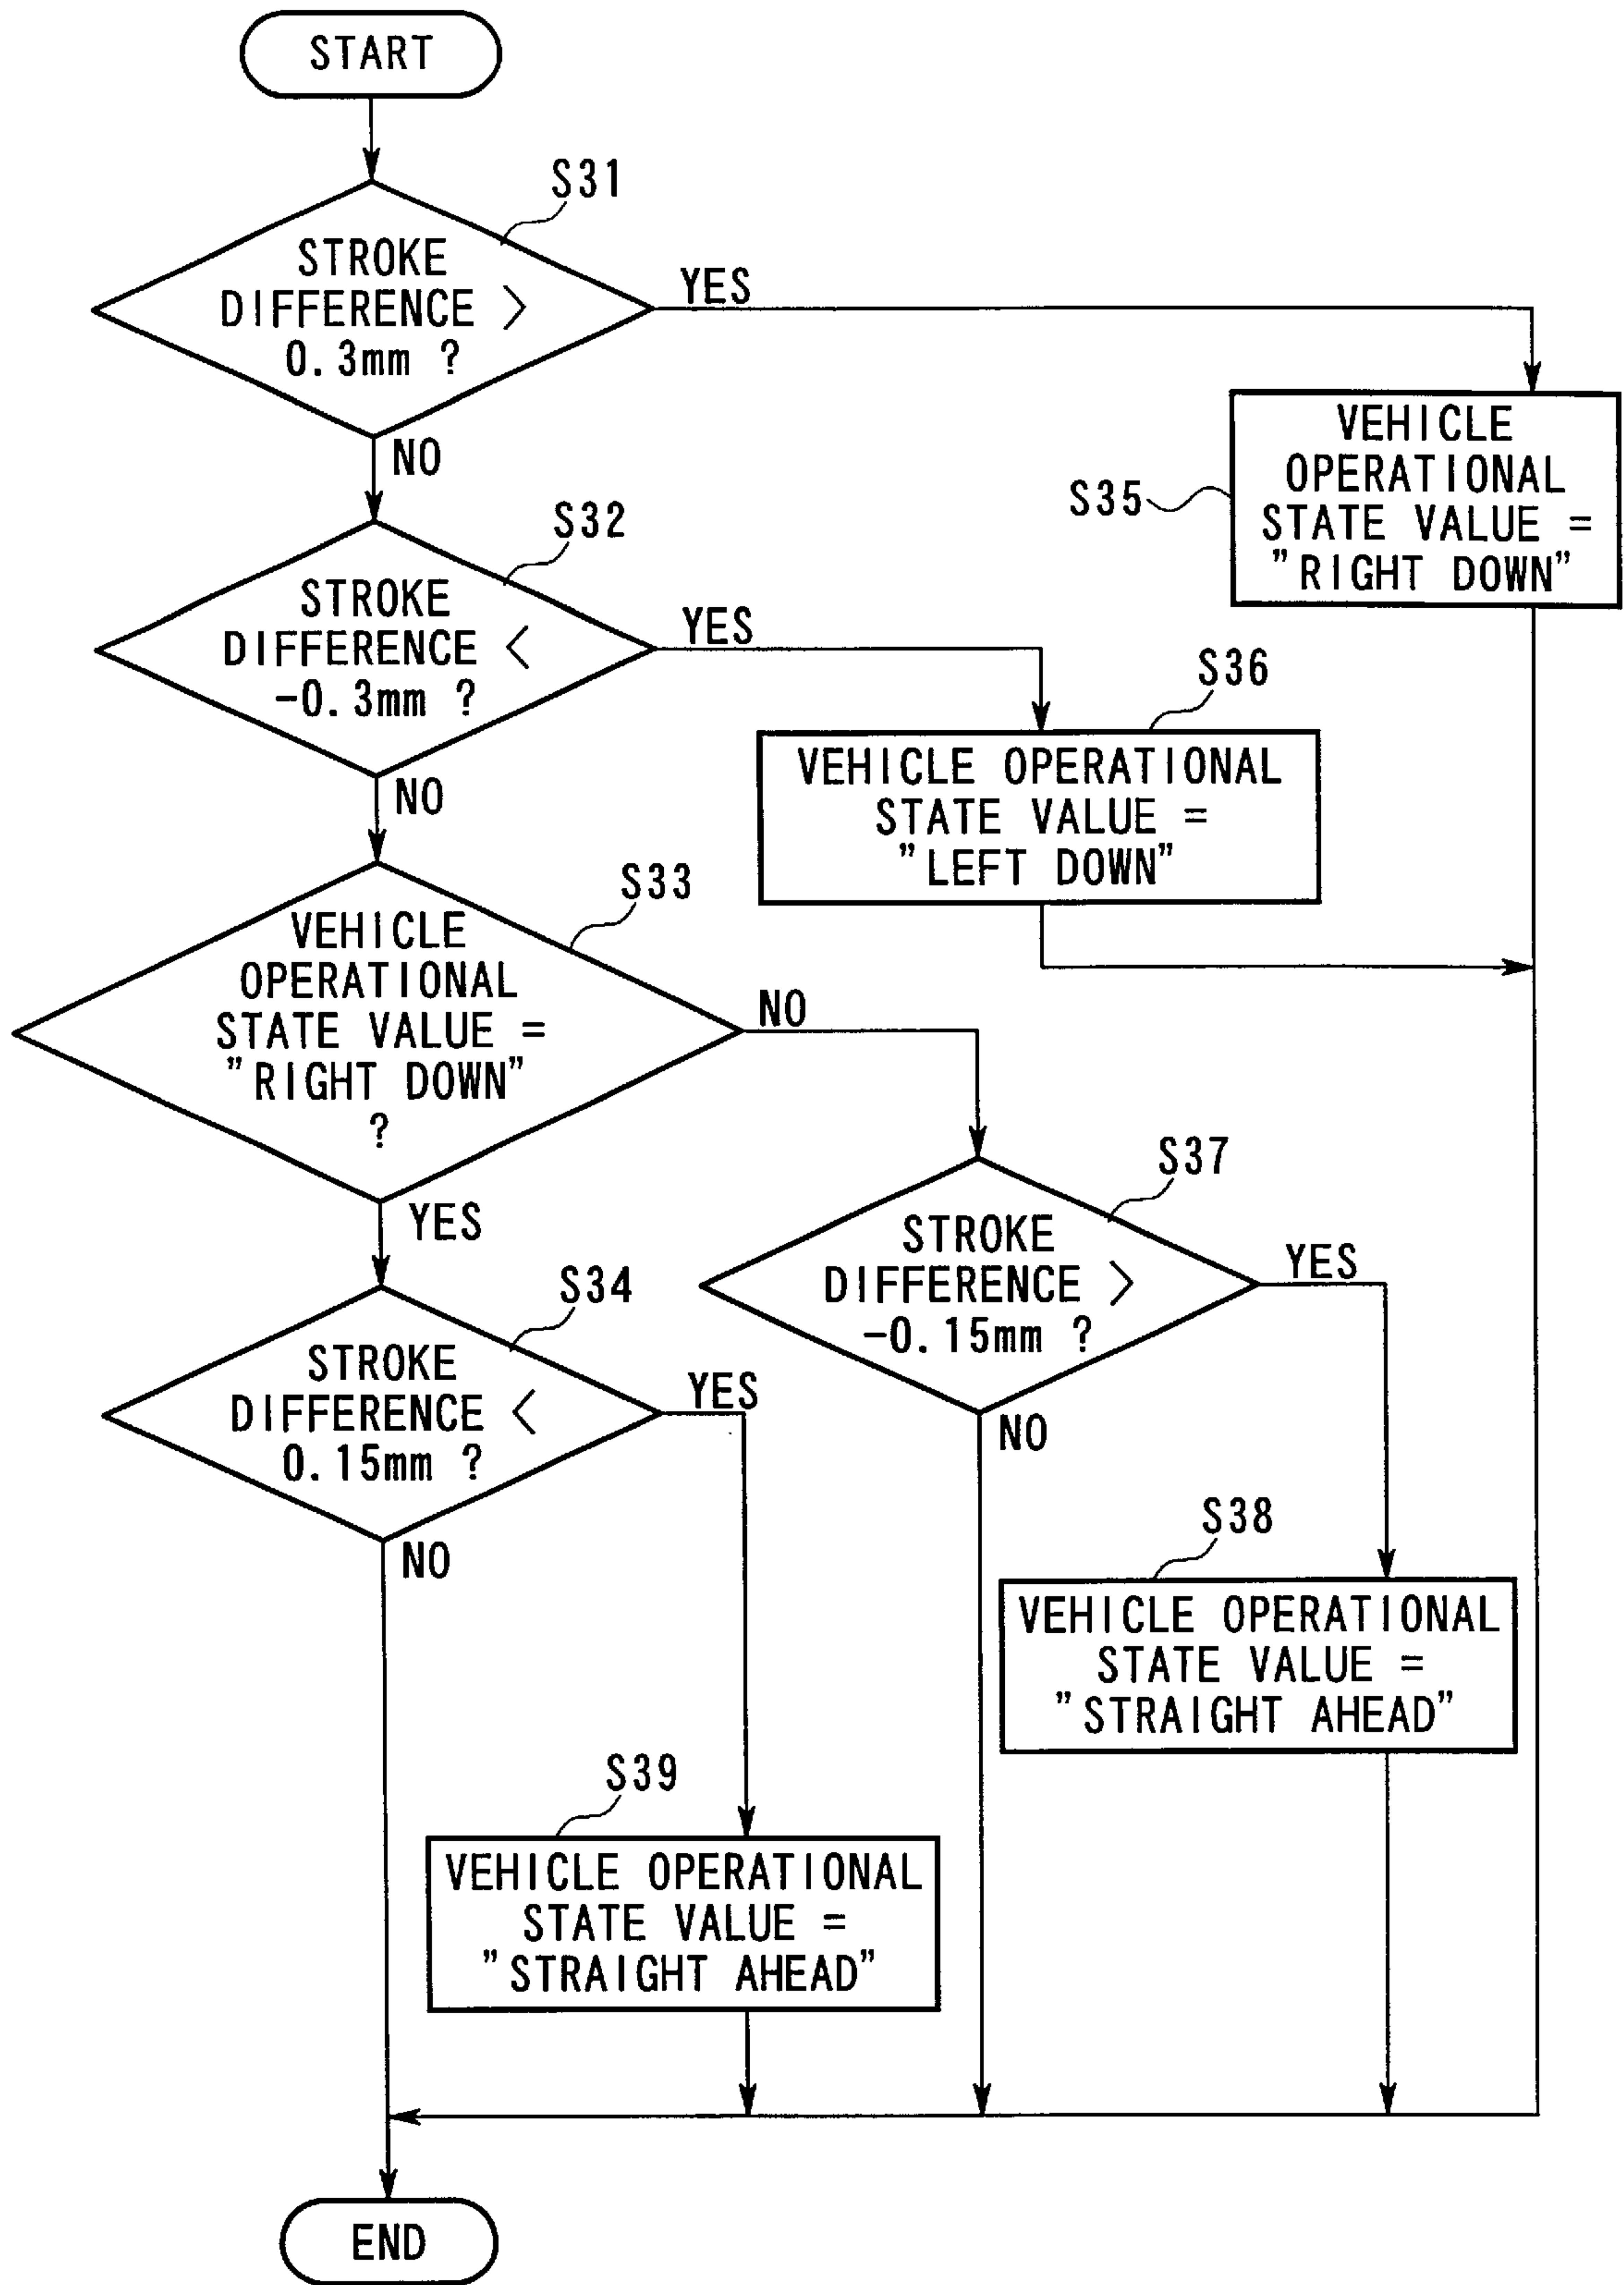 START
S31
STROKE
DIFFERENCE >
0.3mm ?
YES
NO
VEHICLE
OPERATIONAL
STATE VALUE =
"RIGHT DOWN"
S35
S32
STROKE
DIFFERENCE <
-0.3mm ?
YES
NO
S36
VEHICLE OPERATIONAL
STATE VALUE =
"LEFT DOWN"
S33
VEHICLE
OPERATIONAL
STATE VALUE =
"RIGHT DOWN"
?
NO
YES
S37
STROKE
DIFFERENCE >
-0.15mm ?
YES
NO
S34
STROKE
DIFFERENCE <
0.15mm ?
YES
NO
S38
VEHICLE OPERATIONAL
STATE VALUE =
"STRAIGHT AHEAD"
S39
VEHICLE OPERATIONAL
STATE VALUE =
"STRAIGHT AHEAD"
END